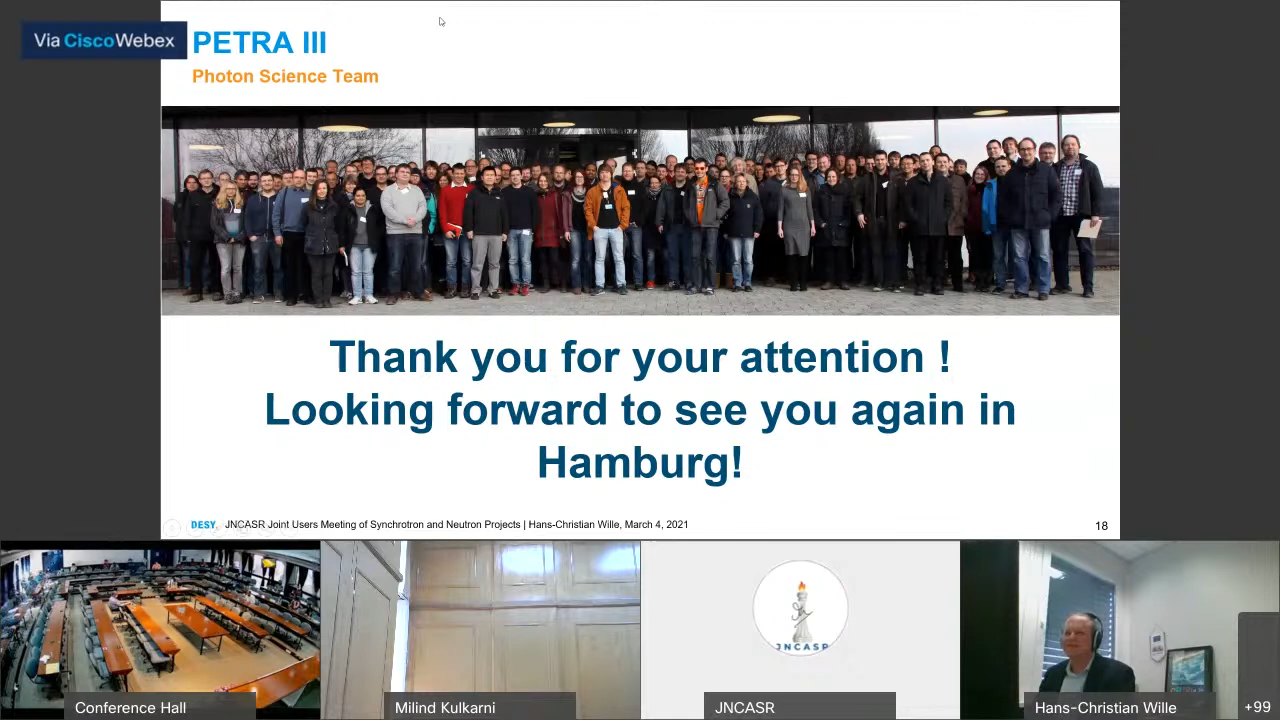 Via CiscoWebex
PETRA III
Photon Science Team
Thank you for your attention !
Looking forward to see you again in
Hamburg!
DESY. JNCASR Joint Users Meeting of Synchrotron and Neutron Projects | Hans-Christian Wille, March 4, 2021
18
JNCASR
Conference Hall
Milind Kulkarni
JNCASR
Hans-Christian Wille
+99